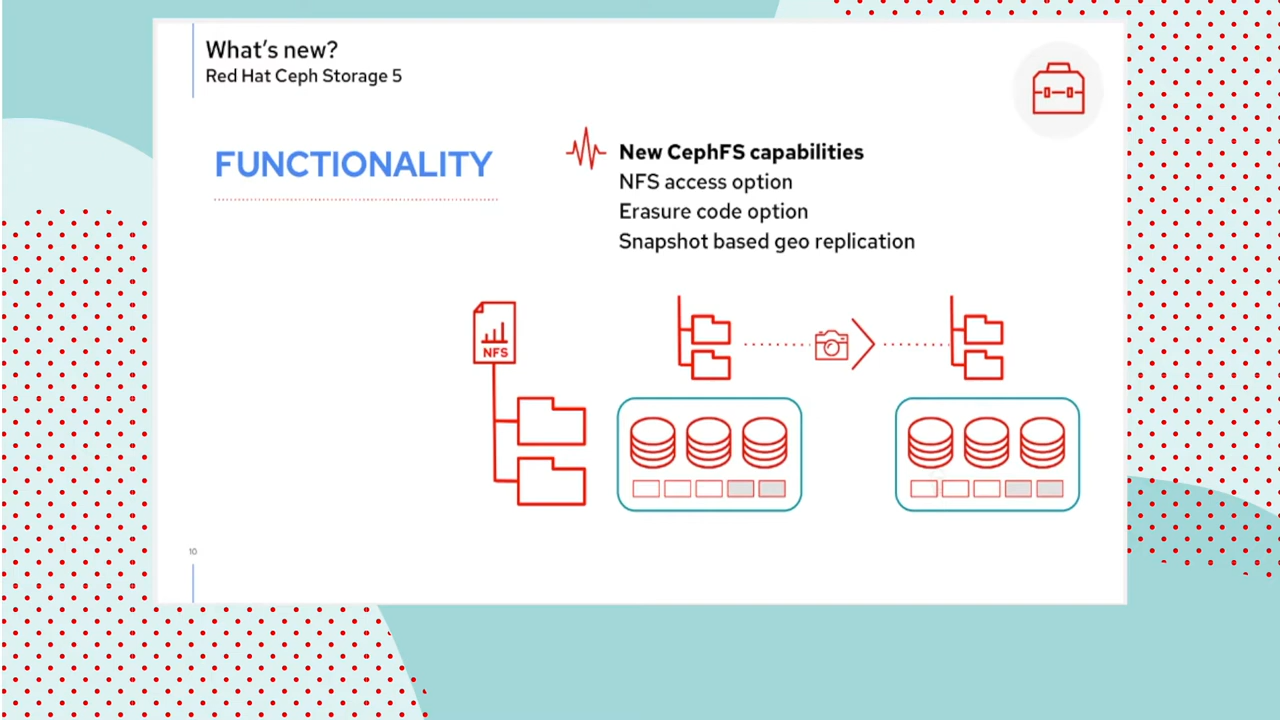 What's new?
Red Hat Ceph Storage 5
FUNCTIONALITY
New CephFS capabilities
NFS access option
Erasure code option
Snapshot based geo replication
NFS
10